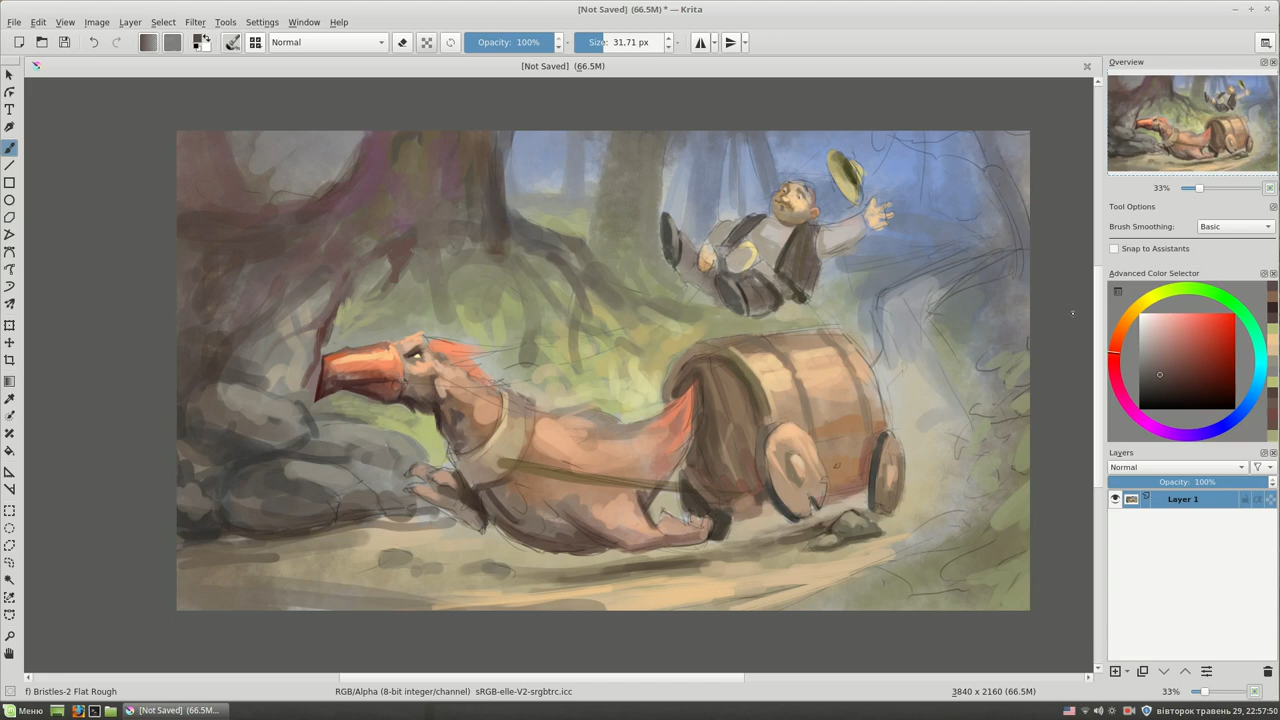 [Not Saved]  (66.5M) * — Krita
File Edit View Image Layer Select Filter Tools Settings Window Help
Normal Opacity: 100% Size: 31.71 px
[Not Saved]  (66.5M)
Overview
33%
Tool Options
Brush Smoothing: Basic
Snap to Assistants
Advanced Color Selector
Layers
Normal
Opacity: 100%
Layer 1
f) Bristles-2 Flat Rough RGB/Alpha (8-bit integer/channel)  sRGB-elle-V2-srgbtrc.icc 3840 x 2160 (66.5M) 33%
Меню [Not Saved]  (66.5M... вівторок травень 29, 22:57:50